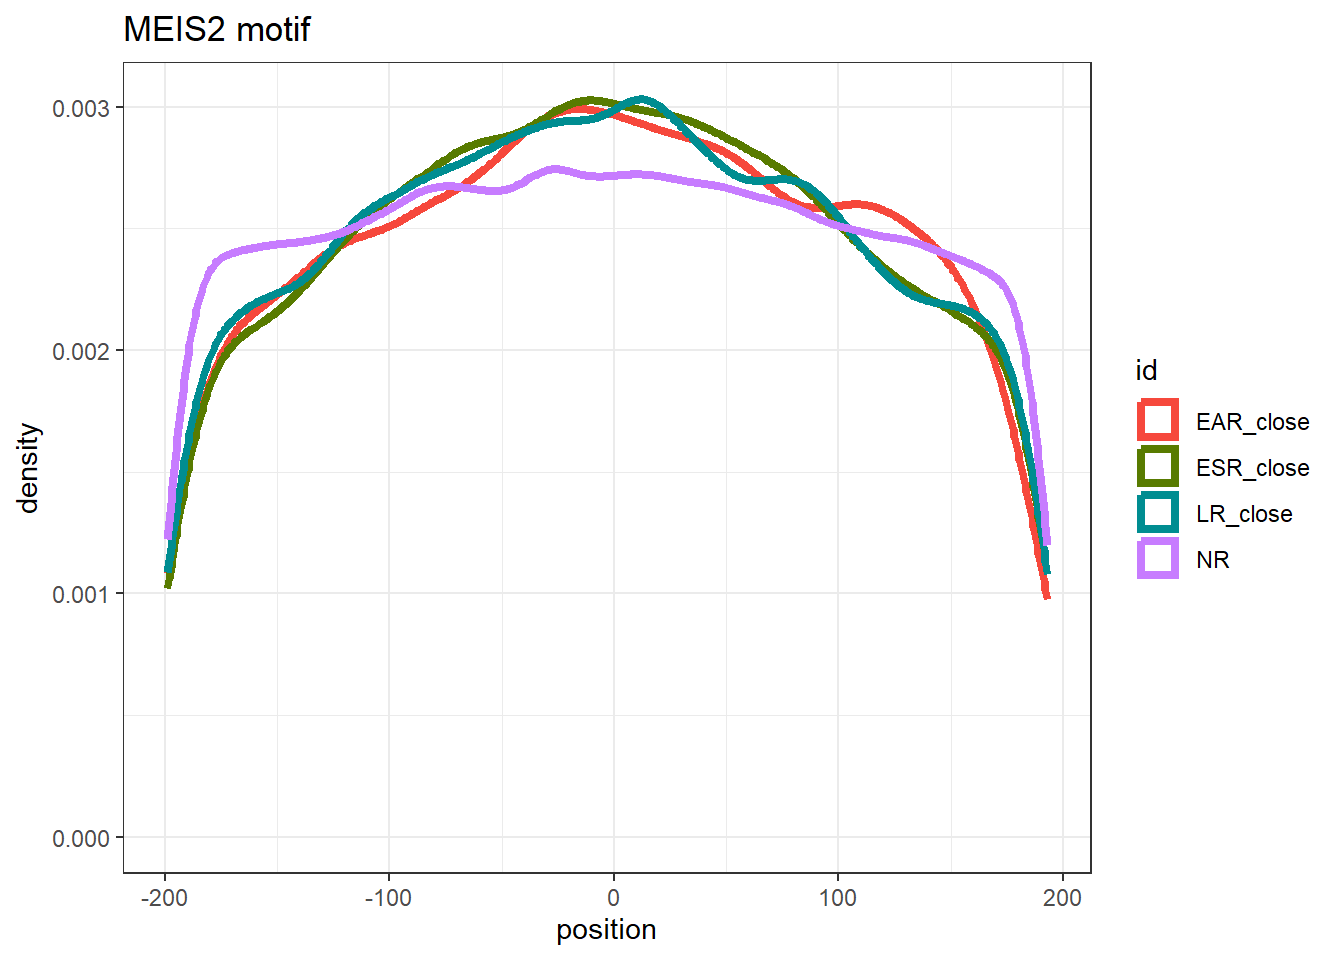 MEIS2 motif
density
0.003
0.002
0.001
0.000
-200
-100
0
100
200
position
id
EAR_close
ESR_close
LR_close
NR